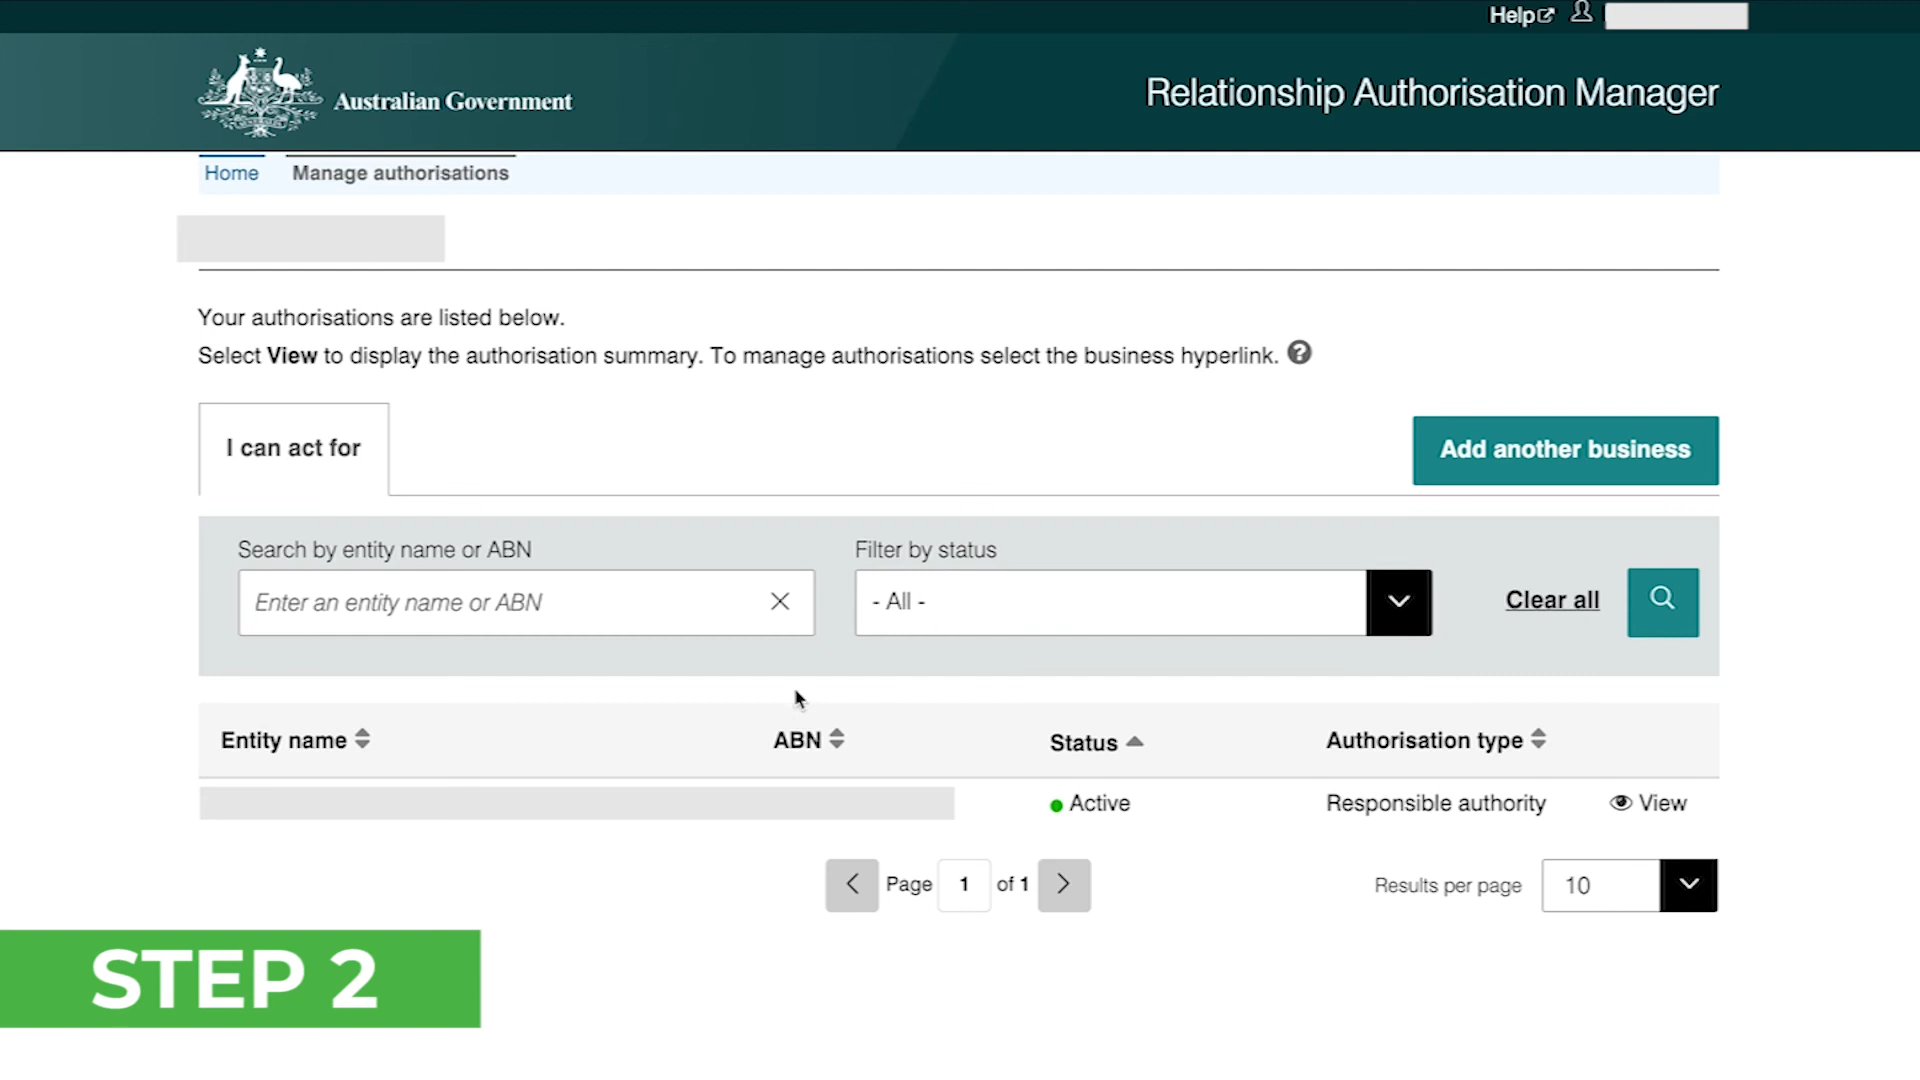 Help
Australian Government
Relationship Authorisation Manager
Home
Manage authorisations
Your authorisations are listed below.
Select View to display the authorisation summary. To manage authorisations select the business hyperlink. ?
I can act for
Add another business
Search by entity name or ABN
Filter by status
Enter an entity name or ABN
- All -
Clear all
Entity name
ABN
Status
Authorisation type
Active
Responsible authority
View
Page 1 of 1
Results per page 10
STEP 2